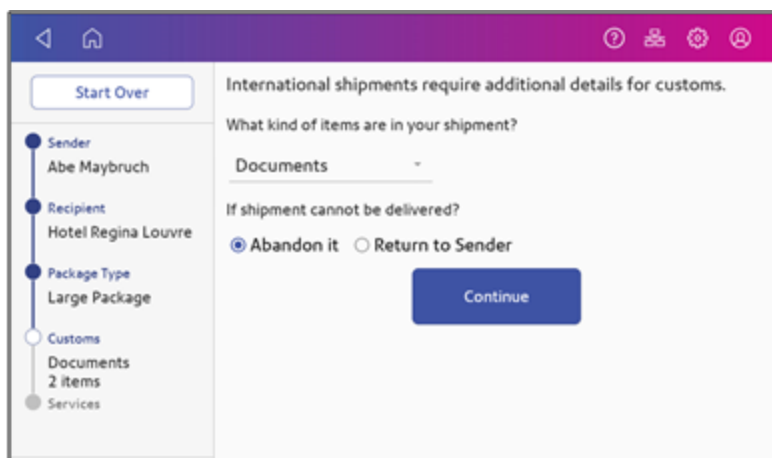 Start Over
Sender
Abe Maybruch
Recipient
Hotel Regina Louvre
Package Type
Large Package
Customs
Documents
2 items
Services
International shipments require additional details for customs.
What kind of items are in your shipment?
Documents
If shipment cannot be delivered?
Abandon it Return to Sender
Continue